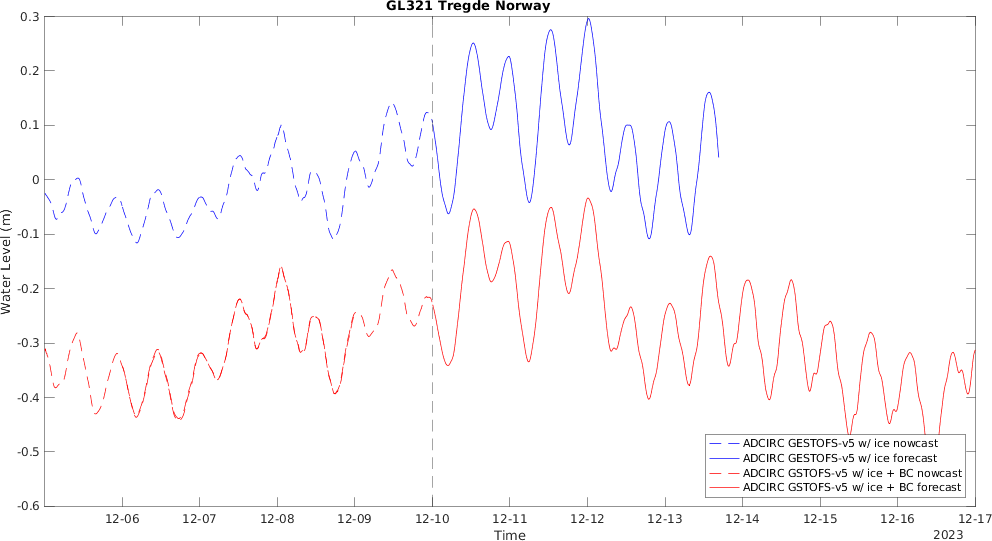 GL321 Tregde Norway
0.3
0.2
0.1
0
-0.1
-0.2
-0.3
-0.4
-0.5
-0.6
Water Level (m)
ADCIRC GESTOFS-v5 w/ ice nowcast
ADCIRC GESTOFS-v5 w/ ice forecast
ADCIRC GSTOFS-v5 w/ ice + BC nowcast
ADCIRC GSTOFS-v5 w/ ice + BC forecast
12-06 12-07 12-08 12-09 12-10 12-11 12-12 12-13 12-14 12-15 12-16 12-17
Time
2023